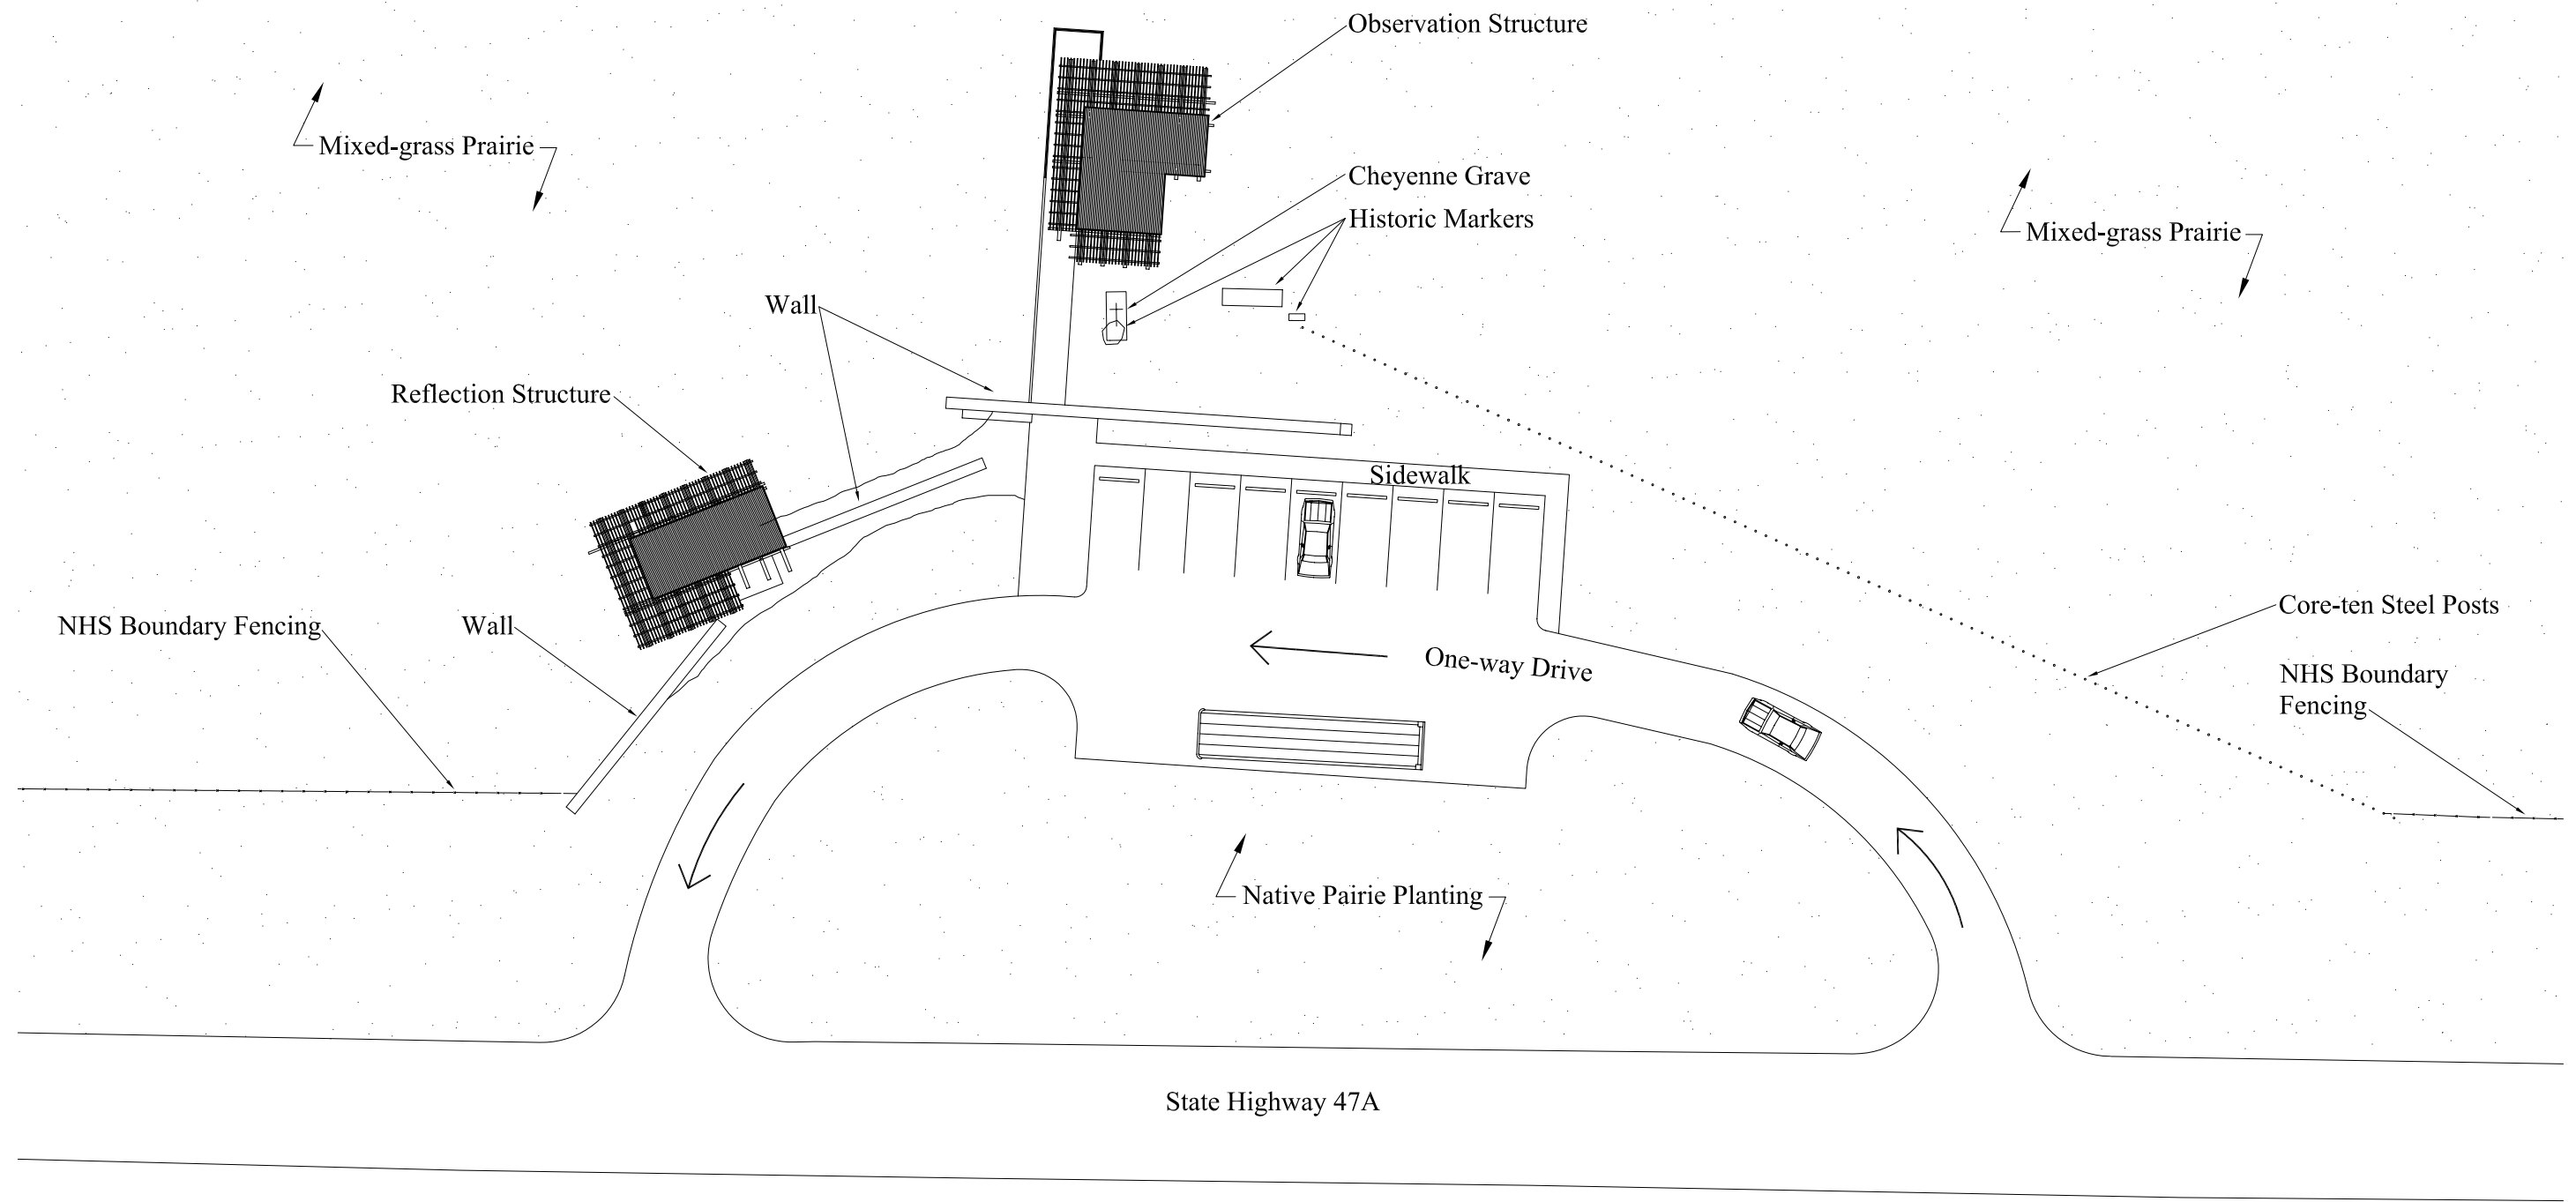 Observation Structure
Mixed-grass Prairie
Cheyenne Grave
Historic Markers
Mixed-grass Prairie
Wall
Reflection Structure
Sidewalk
NHS Boundary Fencing
Wall
Core-ten Steel Posts
One-way Drive
NHS Boundary
Fencing
Native Pairie Planting
State Highway 47A